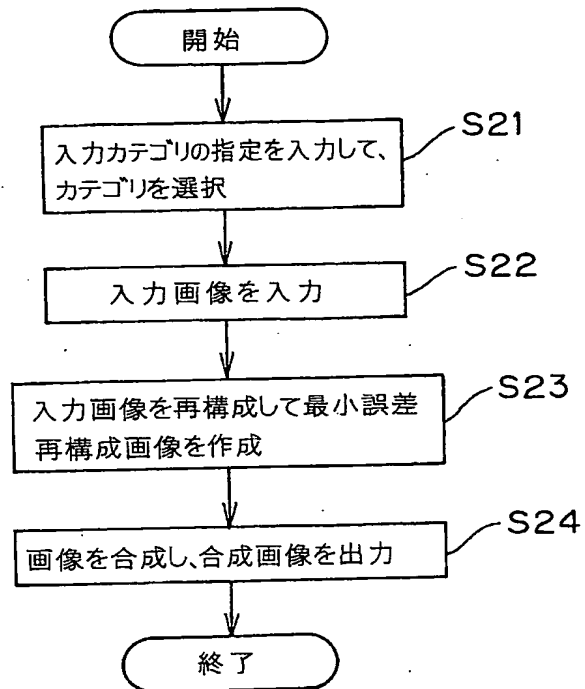 開始
S21
入力カテゴリの指定を入力して、
カテゴリを選択
S22
入力画像を入力
S23
入力画像を再構成して最小誤差
再構成画像を作成
S24
画像を合成し、合成画像を出力
終了